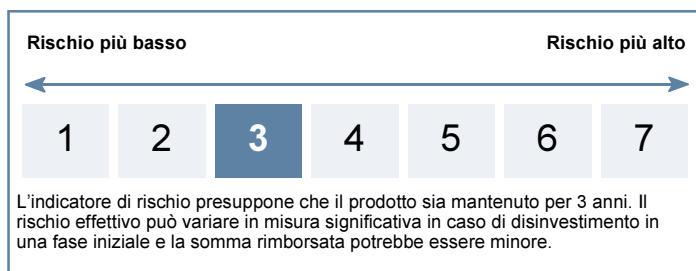 Rischio più basso Rischio più alto
1 2 3 4 5 6 7
L'indicatore di rischio presuppone che il prodotto sia mantenuto per 3 anni. Il
rischio effettivo può variare in misura significativa in caso di disinvestimento in
una fase iniziale e la somma rimborsata potrebbe essere minore.